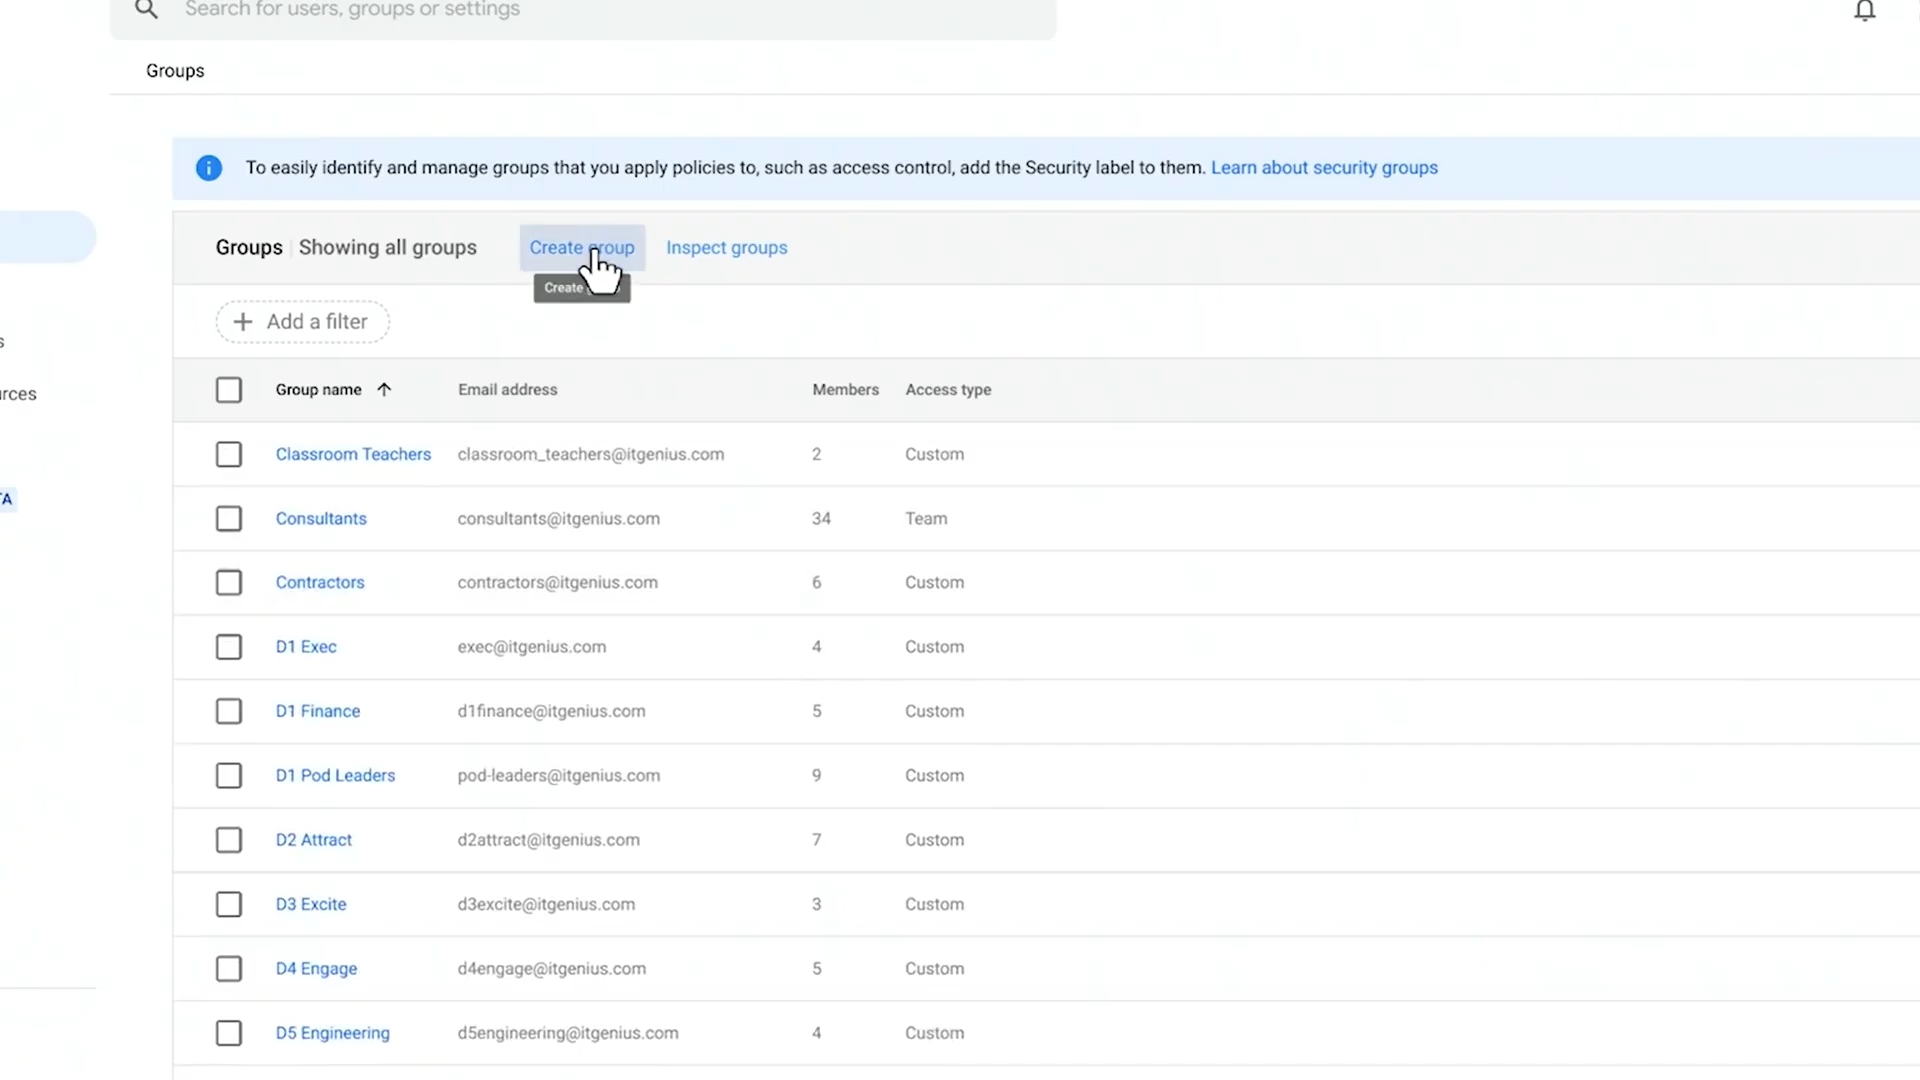 Search for users, groups or settings
Groups
To easily identify and manage groups that you apply policies to, such as access control, add the Security label to them. Learn about security groups
Groups | Showing all groups Create group Inspect groups
Create
+ Add a filter
Group name Email address Members Access type
Classroom Teachers classroom_teachers@itgenius.com 2 Custom
Consultants consultants@itgenius.com 34 Team
Contractors contractors@itgenius.com 6 Custom
D1 Exec exec@itgenius.com 4 Custom
D1 Finance d1finance@itgenius.com 5 Custom
D1 Pod Leaders pod-leaders@itgenius.com 9 Custom
D2 Attract d2attract@itgenius.com 7 Custom
D3 Excite d3excite@itgenius.com 3 Custom
D4 Engage d4engage@itgenius.com 5 Custom
D5 Engineering d5engineering@itgenius.com 4 Custom